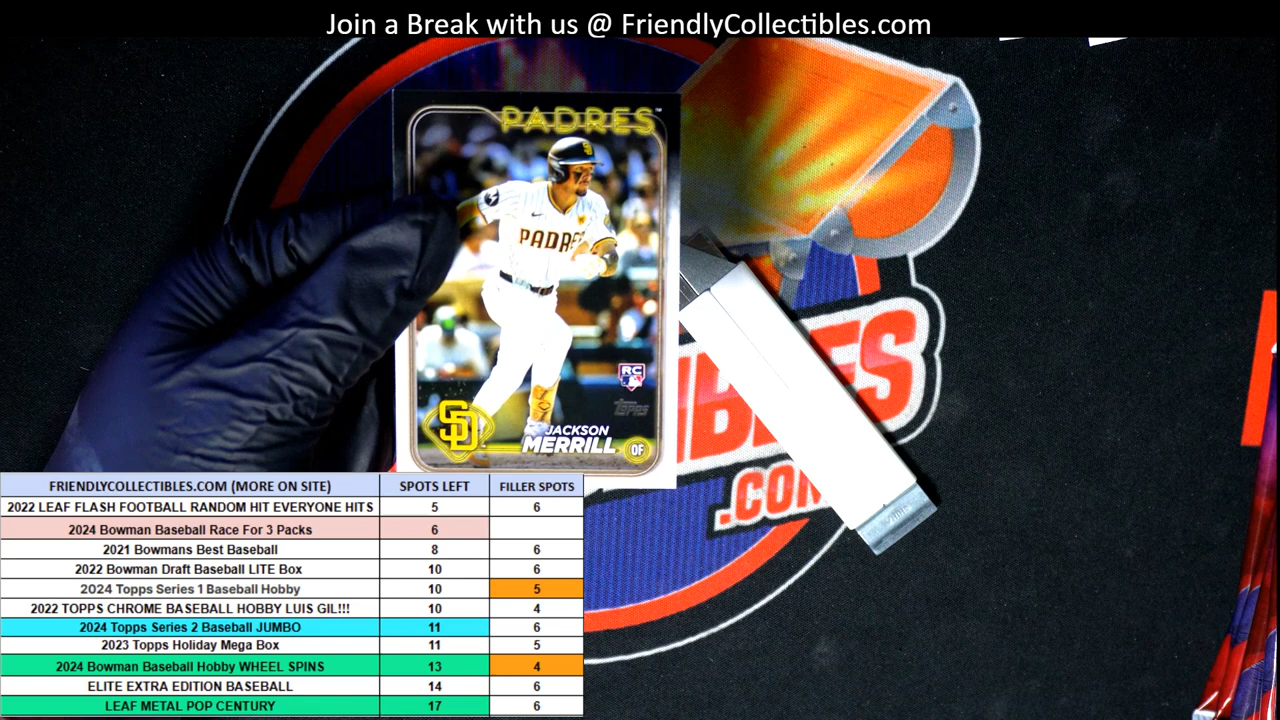 Join a Break with us @ FriendlyCollectibles.com
PADRES™
PADRES
RC
topps
SD
JACKSON
MERRILL
OF
.COM
FRIENDLYCOLLECTIBLES.COM (MORE ON SITE) SPOTS LEFT FILLER SPOTS
2022 LEAF FLASH FOOTBALL RANDOM HIT EVERYONE HITS 5 6
2024 Bowman Baseball Race For 3 Packs 6
2021 Bowmans Best Baseball 8 6
2022 Bowman Draft Baseball LITE Box 10 6
2024 Topps Series 1 Baseball Hobby 10 5
2022 TOPPS CHROME BASEBALL HOBBY LUIS GIL!!! 10 4
2024 Topps Series 2 Baseball JUMBO 11 6
2023 Topps Holiday Mega Box 11 5
2024 Bowman Baseball Hobby WHEEL SPINS 13 4
ELITE EXTRA EDITION BASEBALL 14 6
LEAF METAL POP CENTURY 17 6